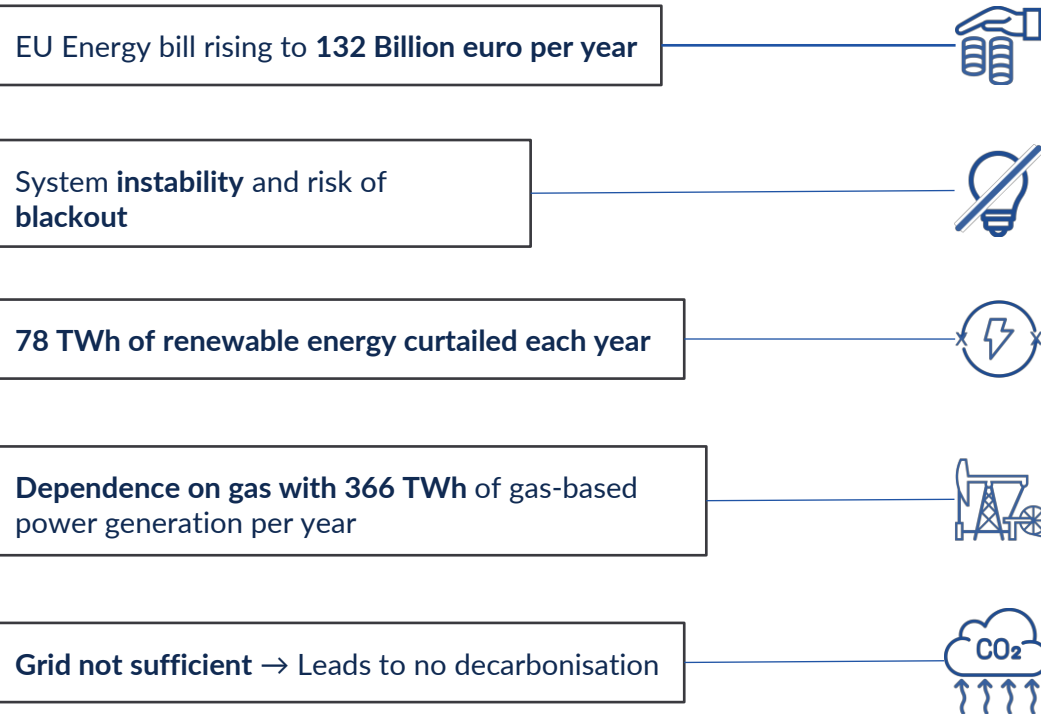 EU Energy bill rising to 132 Billion euro per year
System instability and risk of
blackout
78 TWh of renewable energy curtailed each year
Dependence on gas with 366 TWh of gas-based
power generation per year
Grid not sufficient → Leads to no decarbonisation
CO₂